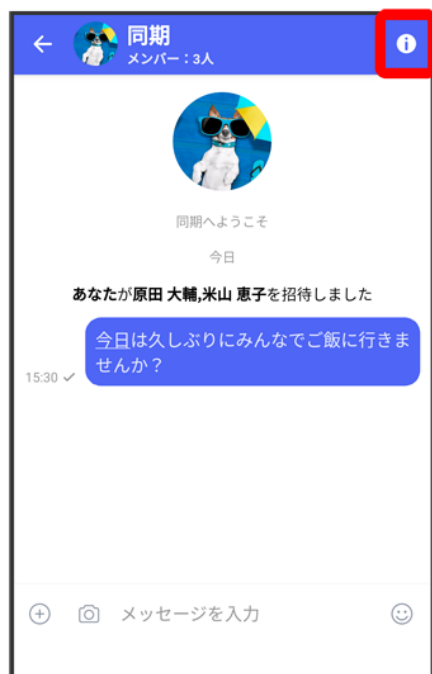 同期
メンバー：3人
同期へようこそ
今日
あなたが原田 大輔,米山 恵子を招待しました
今日は久しぶりにみんなでご飯に行きま
せんか？
15:30
メッセージを入力